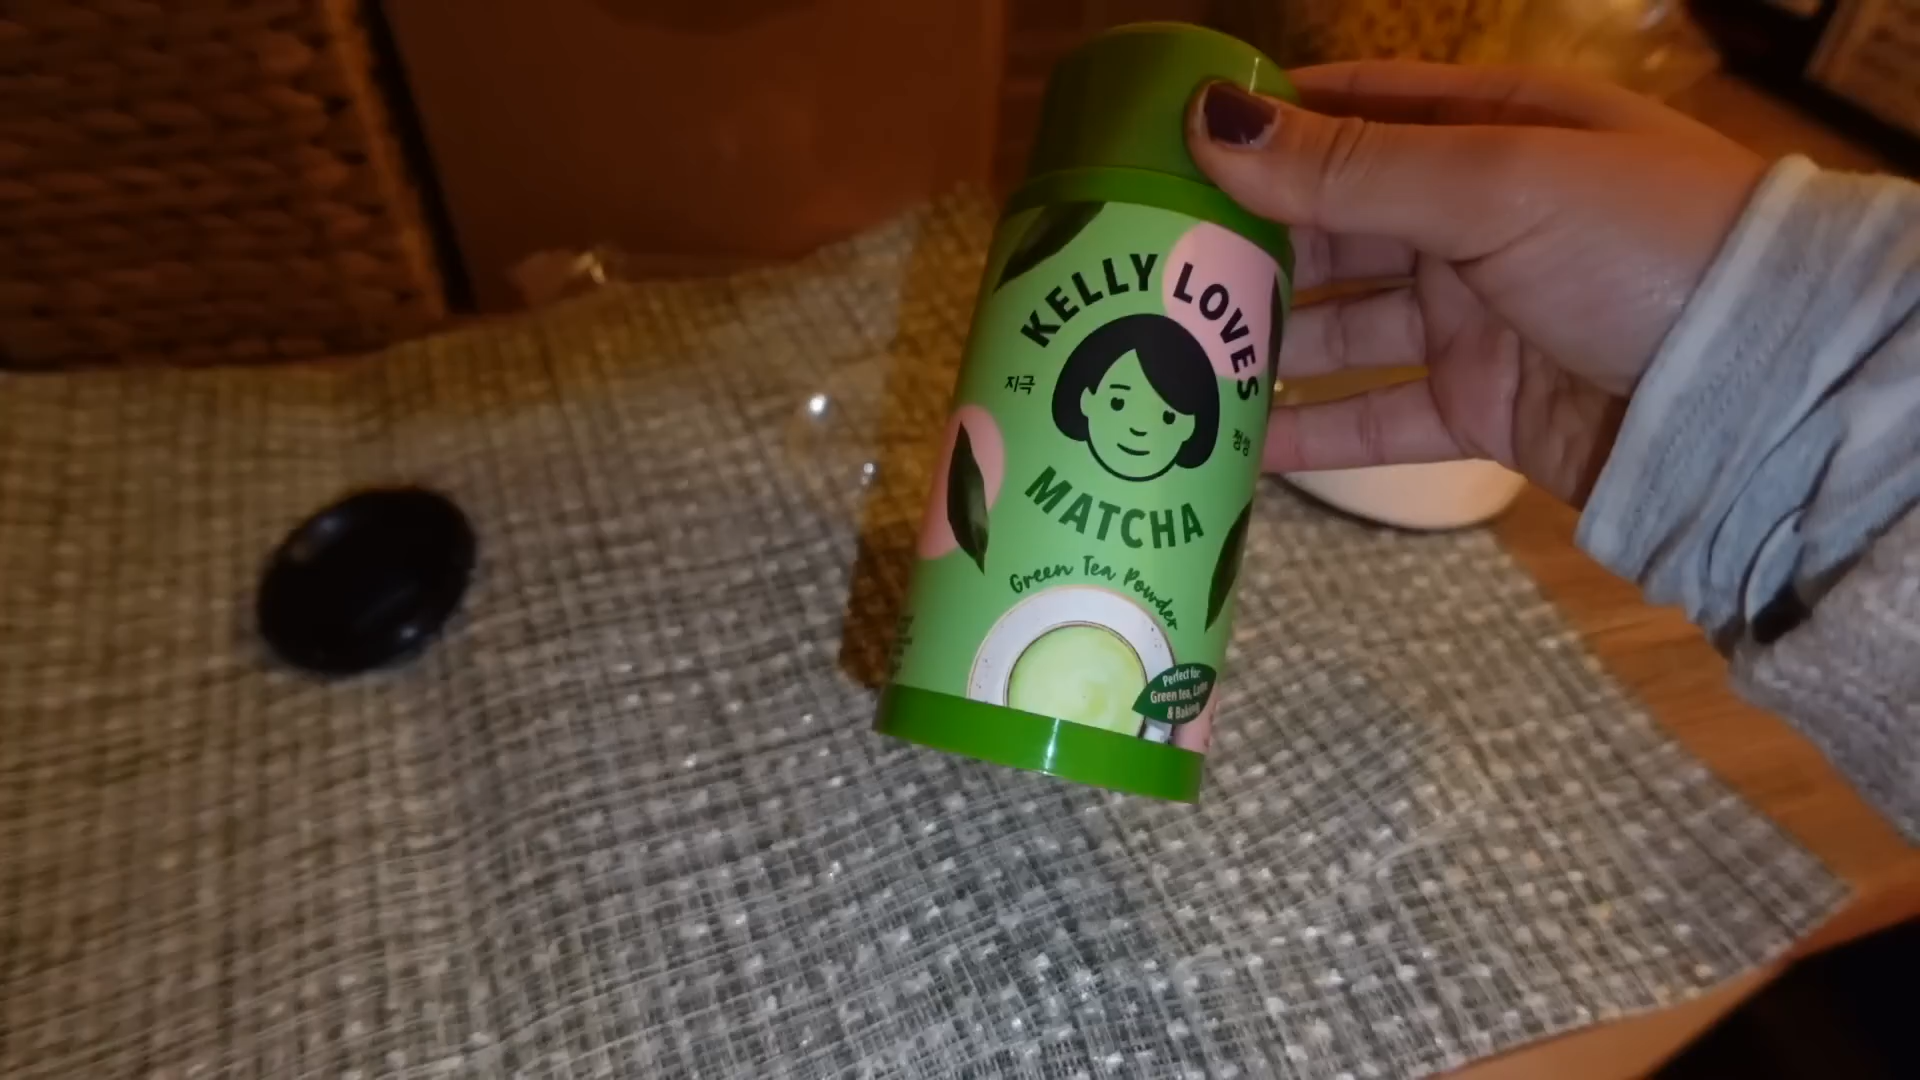 KELLY LOVES
지극
정성
MATCHA
Green Tea Powder
Perfect for:
Green tea, Latte
& Baking